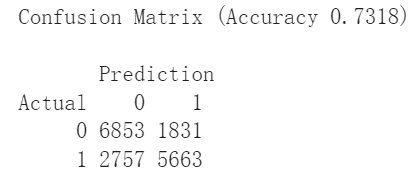 Confusion Matrix (Accuracy 0.7318)
Prediction
Actual 0 1
0 6853 1831
1 2757 5663